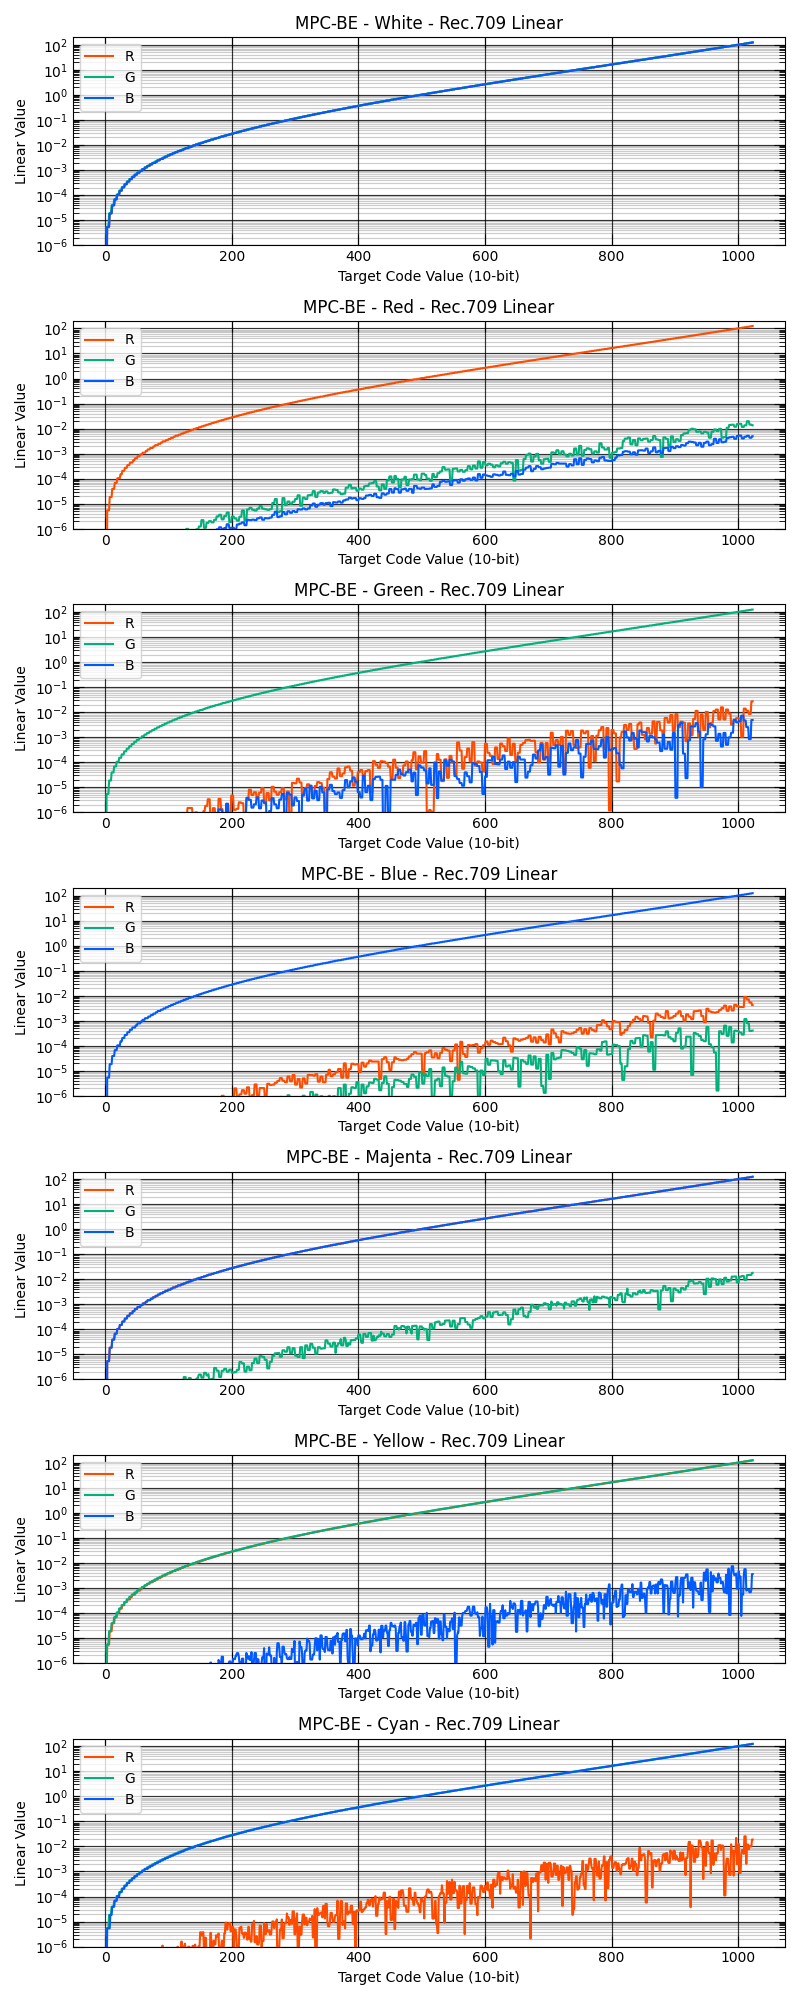 MPC-BE - White - Rec.709 Linear
R
G
B
Linear Value
10²
10¹
10⁰
10⁻¹
10⁻²
10⁻³
10⁻⁴
10⁻⁵
10⁻⁶
0 200 400 600 800 1000
Target Code Value (10-bit)
MPC-BE - Red - Rec.709 Linear
R
G
B
Linear Value
10²
10¹
10⁰
10⁻¹
10⁻²
10⁻³
10⁻⁴
10⁻⁵
10⁻⁶
0 200 400 600 800 1000
Target Code Value (10-bit)
MPC-BE - Green - Rec.709 Linear
R
G
B
Linear Value
10²
10¹
10⁰
10⁻¹
10⁻²
10⁻³
10⁻⁴
10⁻⁵
10⁻⁶
0 200 400 600 800 1000
Target Code Value (10-bit)
MPC-BE - Blue - Rec.709 Linear
R
G
B
Linear Value
10²
10¹
10⁰
10⁻¹
10⁻²
10⁻³
10⁻⁴
10⁻⁵
10⁻⁶
0 200 400 600 800 1000
Target Code Value (10-bit)
MPC-BE - Majenta - Rec.709 Linear
R
G
B
Linear Value
10²
10¹
10⁰
10⁻¹
10⁻²
10⁻³
10⁻⁴
10⁻⁵
10⁻⁶
0 200 400 600 800 1000
Target Code Value (10-bit)
MPC-BE - Yellow - Rec.709 Linear
R
G
B
Linear Value
10²
10¹
10⁰
10⁻¹
10⁻²
10⁻³
10⁻⁴
10⁻⁵
10⁻⁶
0 200 400 600 800 1000
Target Code Value (10-bit)
MPC-BE - Cyan - Rec.709 Linear
R
G
B
Linear Value
10²
10¹
10⁰
10⁻¹
10⁻²
10⁻³
10⁻⁴
10⁻⁵
10⁻⁶
0 200 400 600 800 1000
Target Code Value (10-bit)